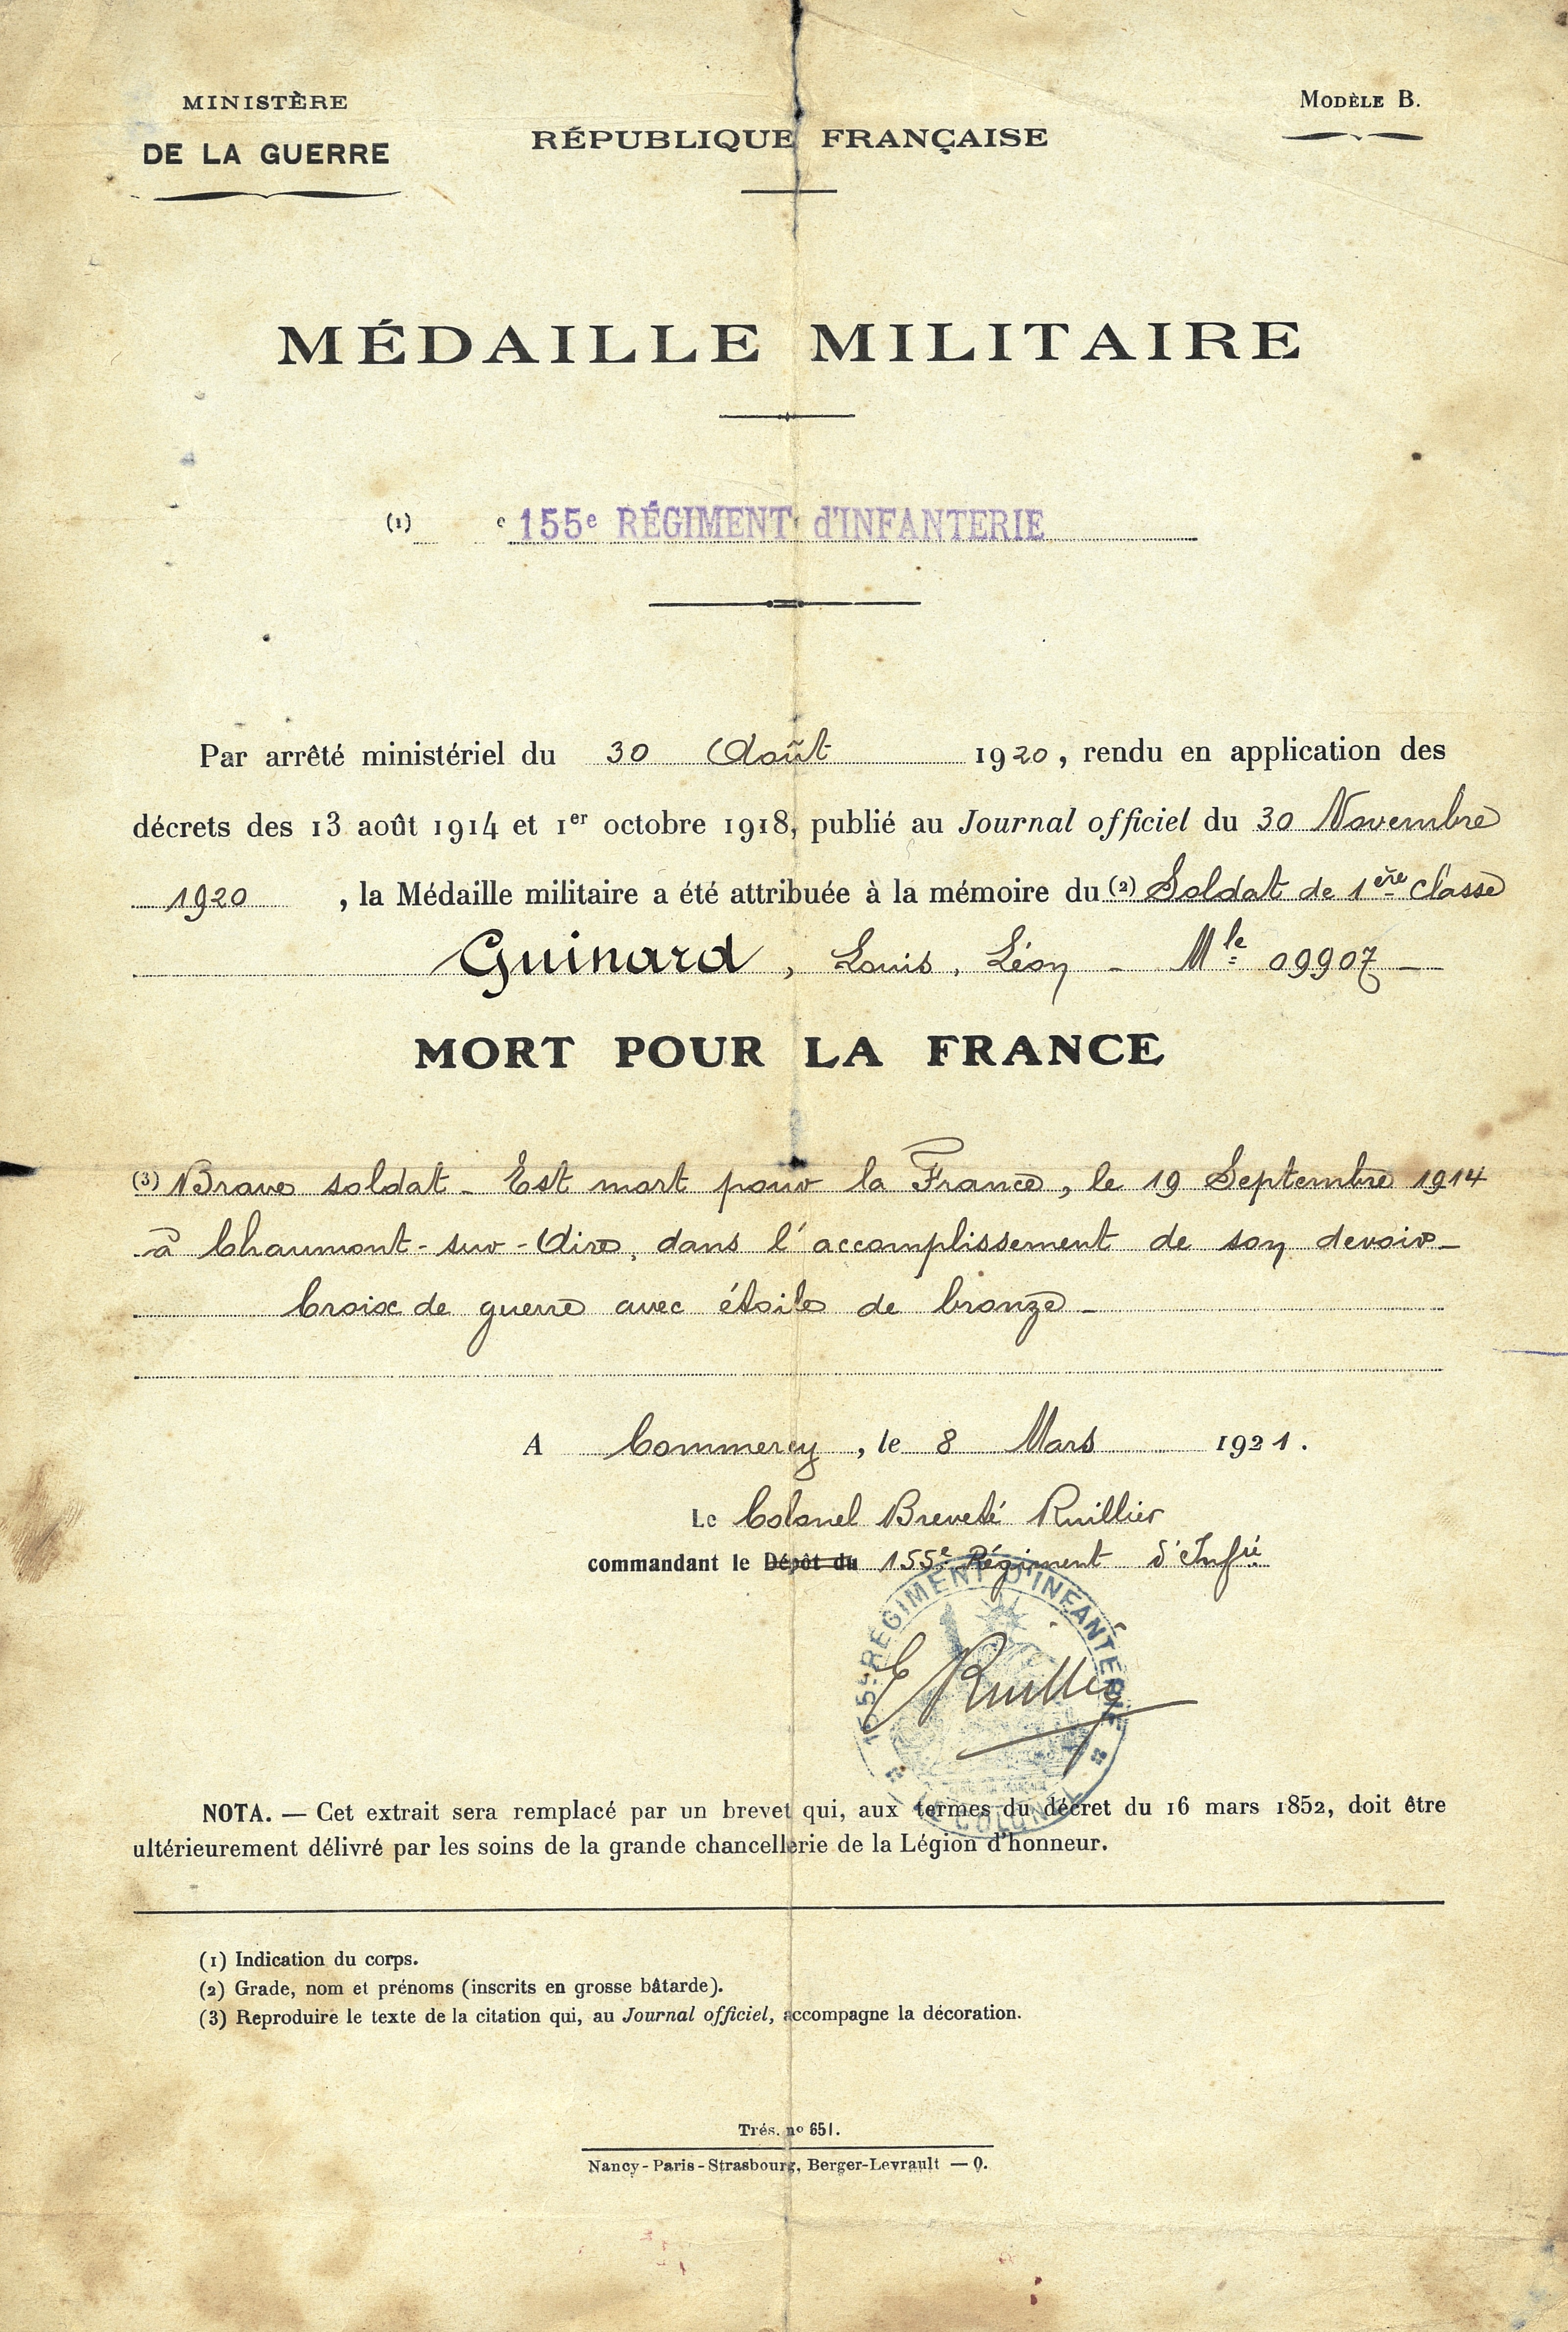 MINISTÈRE
DE LA GUERRE
RÉPUBLIQUE FRANÇAISE
MODÈLE B.
MÉDAILLE MILITAIRE
(1) e 155e RÉGIMENT d'INFANTERIE
Par arrêté ministériel du 30 Août 1920, rendu en application des
décrets des 13 août 1914 et 1er octobre 1918, publié au Journal officiel du 30 Novembre
1920, la Médaille militaire a été attribuée à la mémoire du (2) Soldat de 1ère Classe
Guinard, Louis, Léon - Mle 09907 -
MORT POUR LA FRANCE
(3) Brave soldat - Est mort pour la France, le 19 Septembre 1914
à Chaumont-sur-Aire, dans l'accomplissement de son devoir -
Croix de guerre avec étoile de bronze -
A Commercy, le 8 Mars 1921.
Le Colonel Breveté Ruillier
commandant le Dépôt du 155e Régiment d'Infie
155e RÉGIMENT D'INFANTERIE
E Ruillier
COLONEL
NOTA. — Cet extrait sera remplacé par un brevet qui, aux termes du décret du 16 mars 1852, doit être
ultérieurement délivré par les soins de la grande chancellerie de la Légion d'honneur.
(1) Indication du corps.
(2) Grade, nom et prénoms (inscrits en grosse bâtarde).
(3) Reproduire le texte de la citation qui, au Journal officiel, accompagne la décoration.
Trés. no 651.
Nancy-Paris-Strasbourg, Berger-Levrault — 0.